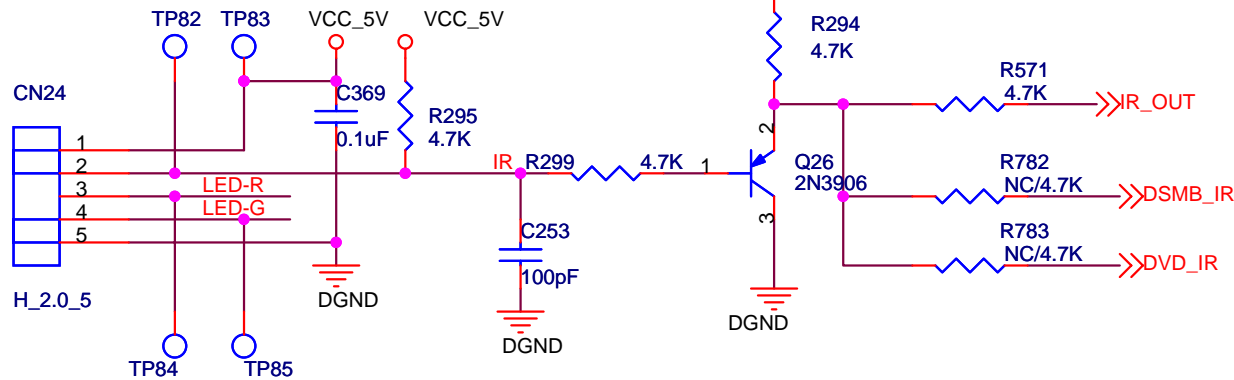 TP82
TP83
VCC_5V
VCC_5V
R294
4.7K
CN24
C369
0.1uF
R295
4.7K
R571
4.7K
IR_OUT
1
2
3
4
5
LED-R
LED-G
IR
R299
4.7K
1
2
3
Q26
2N3906
R782
NC/4.7K
DSMB_IR
R783
NC/4.7K
DVD_IR
C253
100pF
H_2.0_5
DGND
DGND
DGND
TP84
TP85